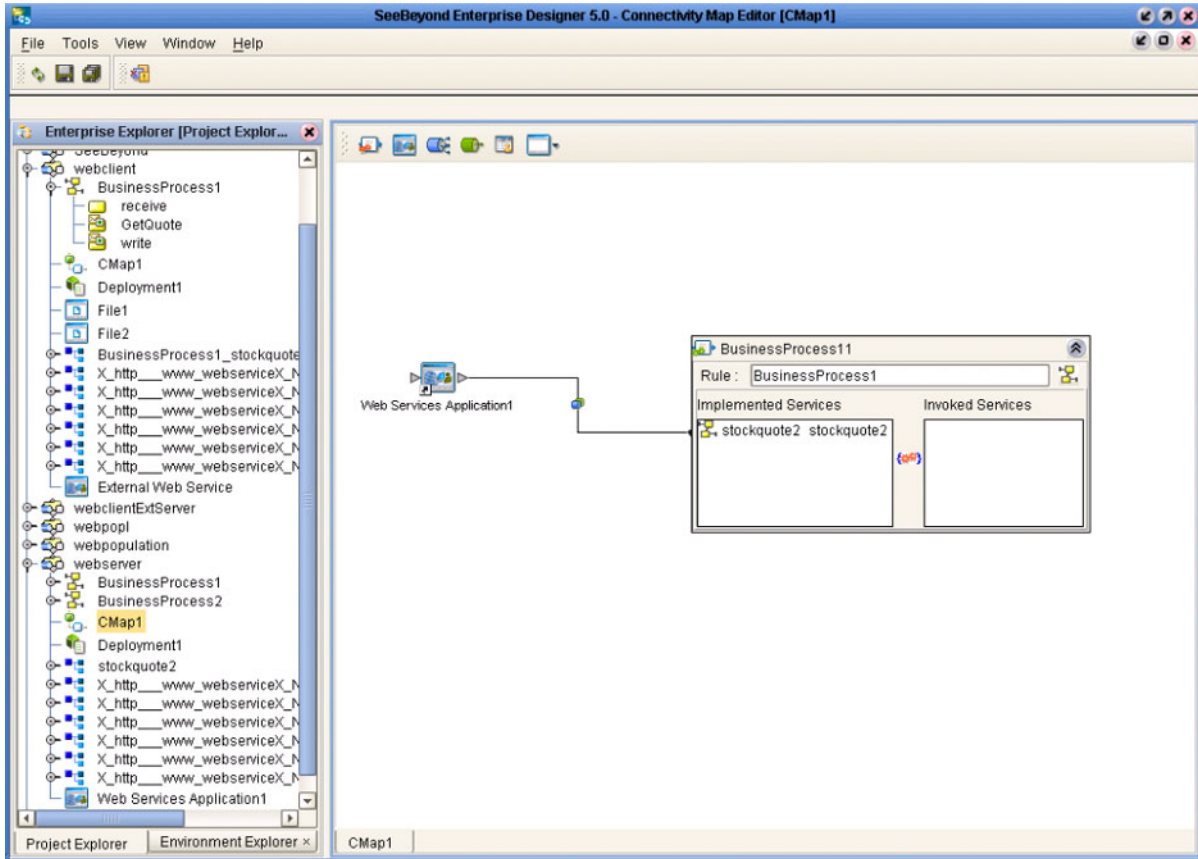 SeeBeyond Enterprise Designer 5.0 - Connectivity Map Editor [CMap1]
File Tools View Window Help
Enterprise Explorer [Project Explor...
SeeBeyond
webclient
BusinessProcess1
receive
GetQuote
write
CMap1
Deployment1
File1
File2
BusinessProcess1_stockquote
X_http___www_webserviceX_N
X_http___www_webserviceX_N
X_http___www_webserviceX_N
X_http___www_webserviceX_N
X_http___www_webserviceX_N
X_http___www_webserviceX_N
External Web Service
webclientExtServer
webpopl
webpopulation
webserver
BusinessProcess1
BusinessProcess2
CMap1
Deployment1
stockquote2
X_http___www_webserviceX_N
X_http___www_webserviceX_N
X_http___www_webserviceX_N
X_http___www_webserviceX_N
X_http___www_webserviceX_N
X_http___www_webserviceX_N
Web Services Application1
Project Explorer Environment Explorer ×
Web Services Application1
BusinessProcess11
Rule : BusinessProcess1
Implemented Services Invoked Services
stockquote2 stockquote2
CMap1